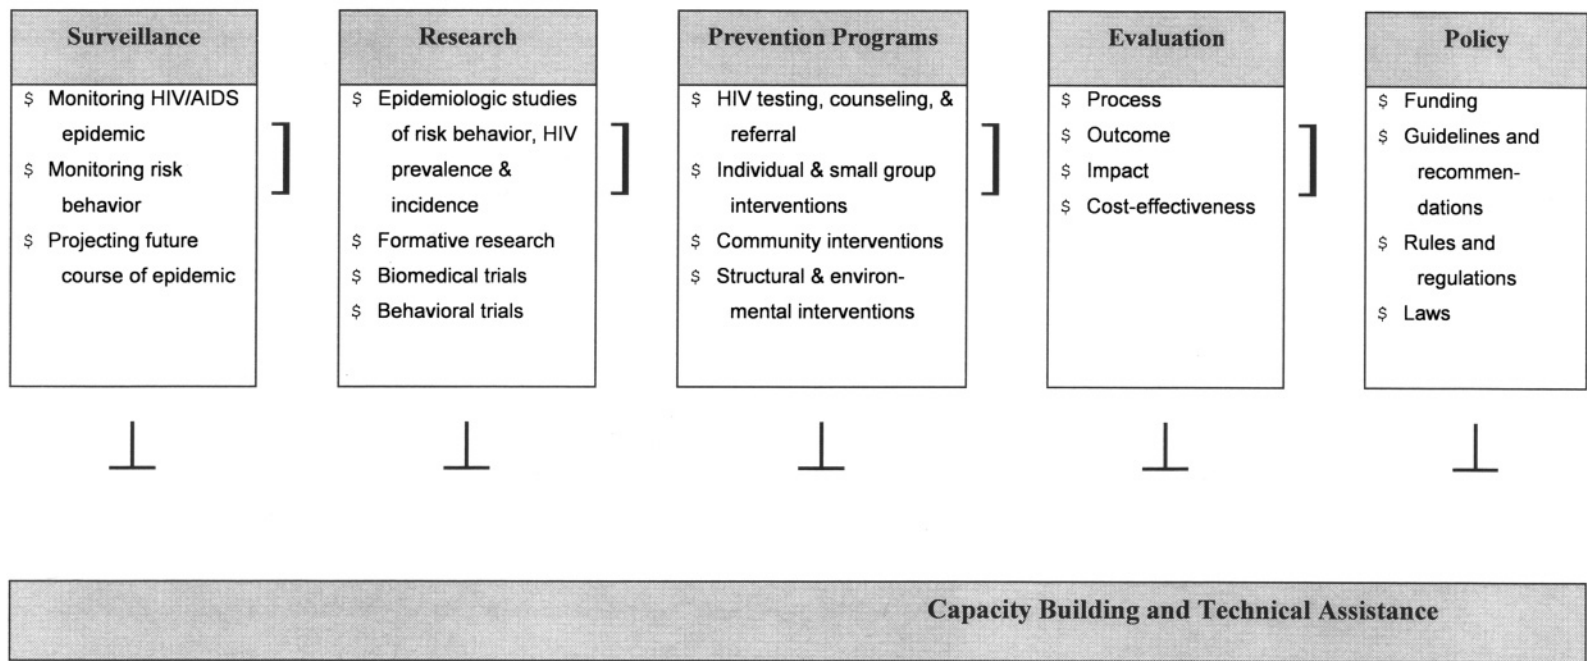 Surveillance
$ Monitoring HIV/AIDS
epidemic
$ Monitoring risk
behavior
$ Projecting future
course of epidemic
]
Research
$ Epidemiologic studies
of risk behavior, HIV
prevalence &
incidence
$ Formative research
$ Biomedical trials
$ Behavioral trials
]
Prevention Programs
$ HIV testing, counseling, &
referral
$ Individual & small group
interventions
$ Community interventions
$ Structural & environ-
mental interventions
]
Evaluation
$ Process
$ Outcome
$ Impact
$ Cost-effectiveness
]
Policy
$ Funding
$ Guidelines and
recommen-
dations
$ Rules and
regulations
$ Laws
⊥ ⊥ ⊥ ⊥ ⊥
Capacity Building and Technical Assistance